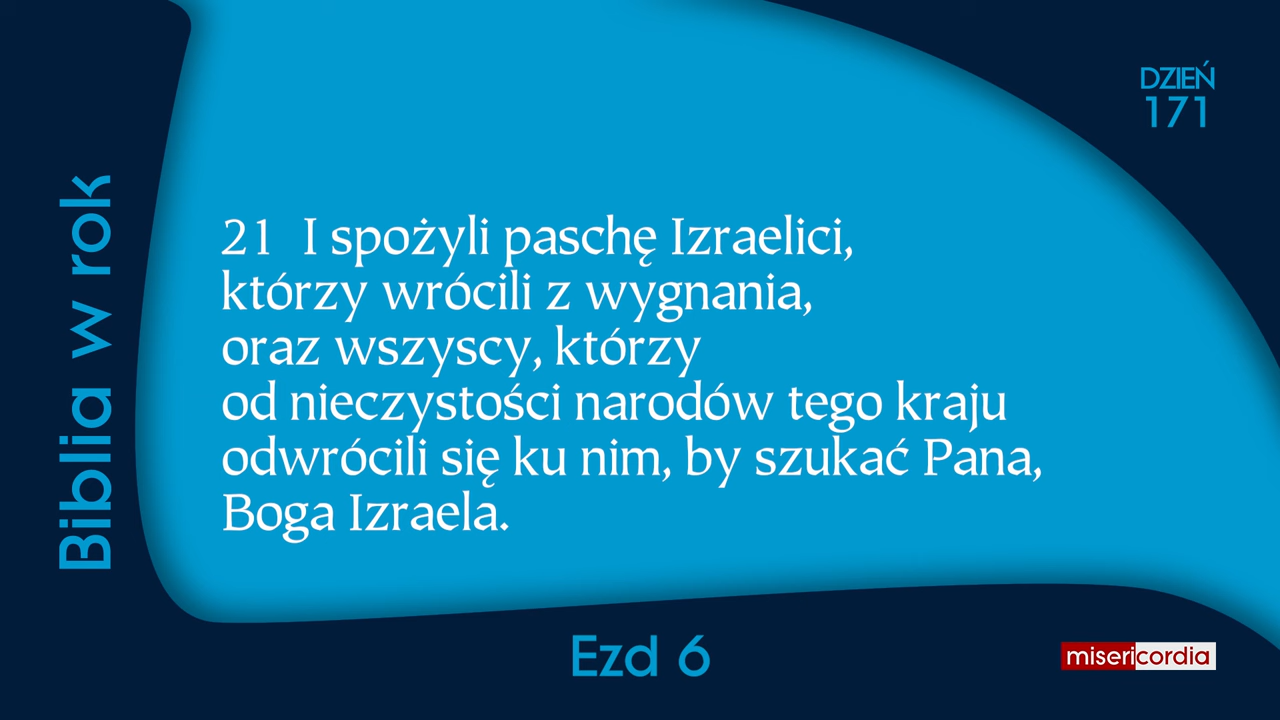 DZIEŃ
171
Biblia w rok
21 I spożyli paschę Izraelici,
którzy wrócili z wygnania,
oraz wszyscy, którzy
od nieczystości narodów tego kraju
odwrócili się ku nim, by szukać Pana,
Boga Izraela.
Ezd 6
misericordia